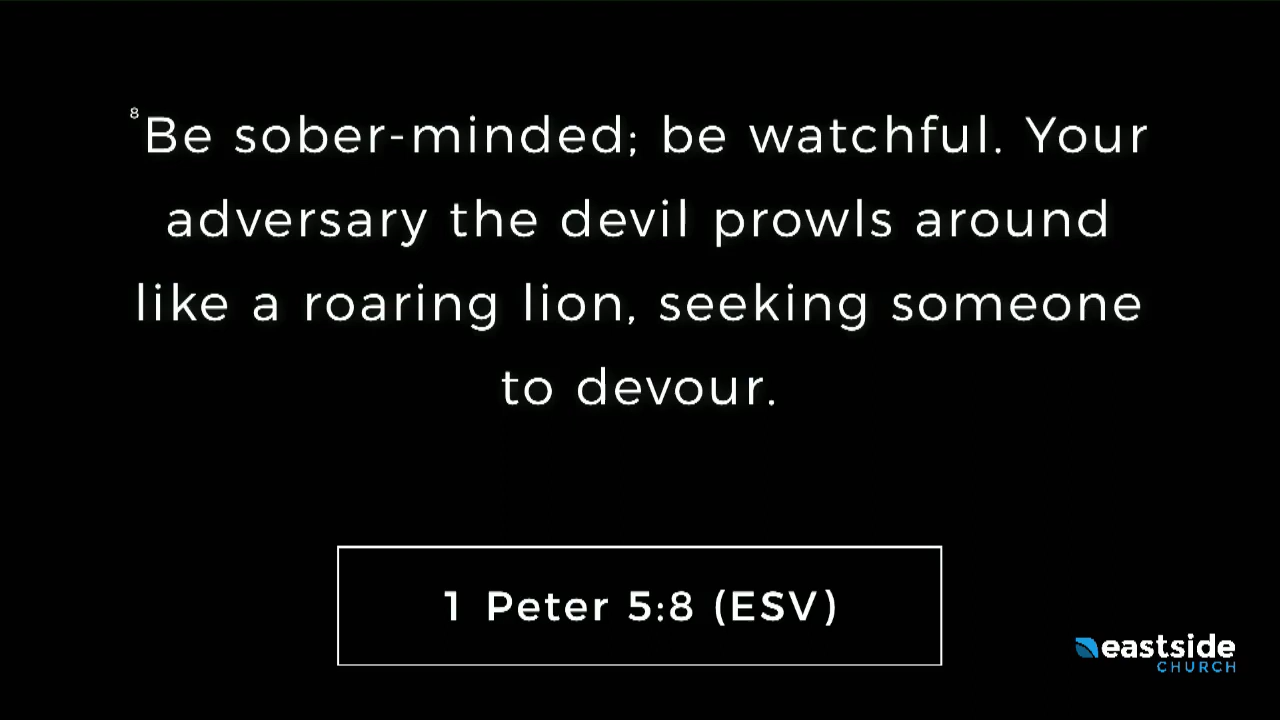 8Be sober-minded; be watchful. Your
adversary the devil prowls around
like a roaring lion, seeking someone
to devour.
1 Peter 5:8 (ESV)
eastside
CHURCH